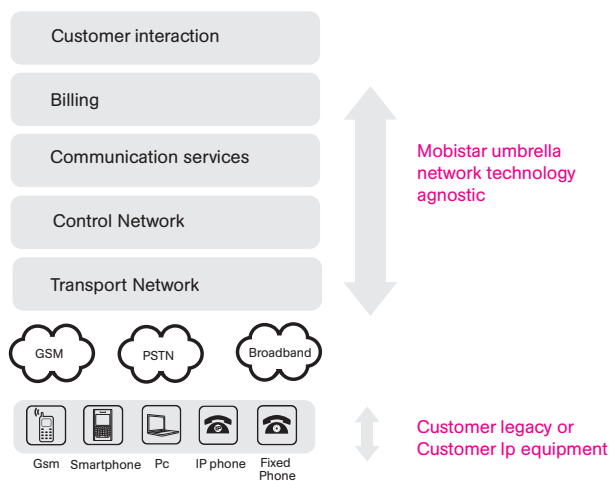 Customer interaction
Billing
Communication services
Control Network
Transport Network
Mobistar umbrella
network technology
agnostic
GSM
PSTN
Broadband
Gsm
Smartphone
Pc
IP phone
Fixed
Phone
IP
Customer legacy or
Customer Ip equipment